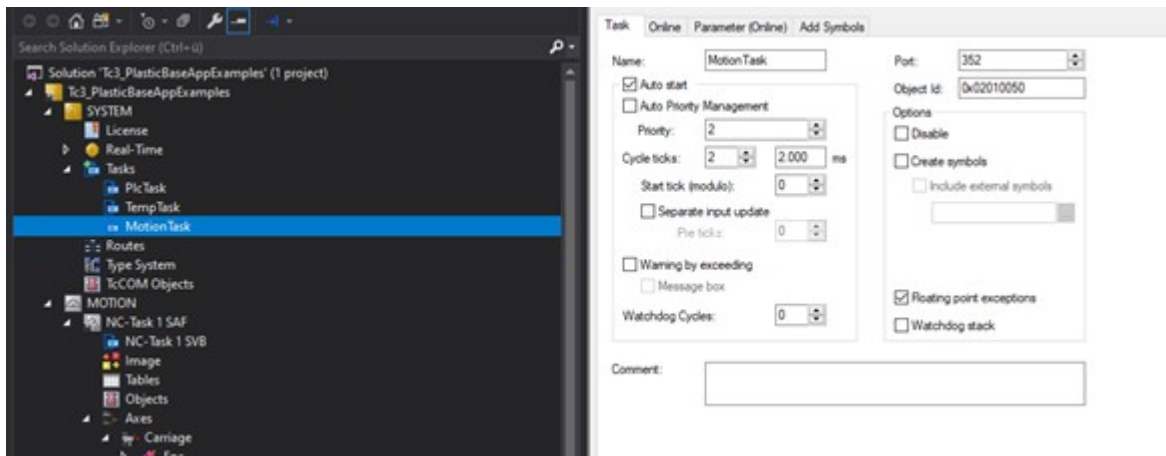 Search Solution Explorer (Ctrl+ü)
Solution 'Tc3_PlasticBaseAppExamples' (1 project)
Tc3_PlasticBaseAppExamples
SYSTEM
License
Real-Time
Tasks
PlcTask
TempTask
MotionTask
Routes
Type System
TcCOM Objects
MOTION
NC-Task 1 SAF
NC-Task 1 SVB
Image
Tables
Objects
Axes
Carriage
Task Online Parameter (Online) Add Symbols
Name: MotionTask
Auto start
Auto Priority Management
Priority: 2
Cycle ticks: 2 2.000 ms
Start tick (modulo): 0
Separate input update
Pre ticks: 0
Warning by exceeding
Message box
Watchdog Cycles: 0
Port: 352
Object Id: 0x02010050
Options
Disable
Create symbols
Include external symbols
...
Floating point exceptions
Watchdog stack
Comment: